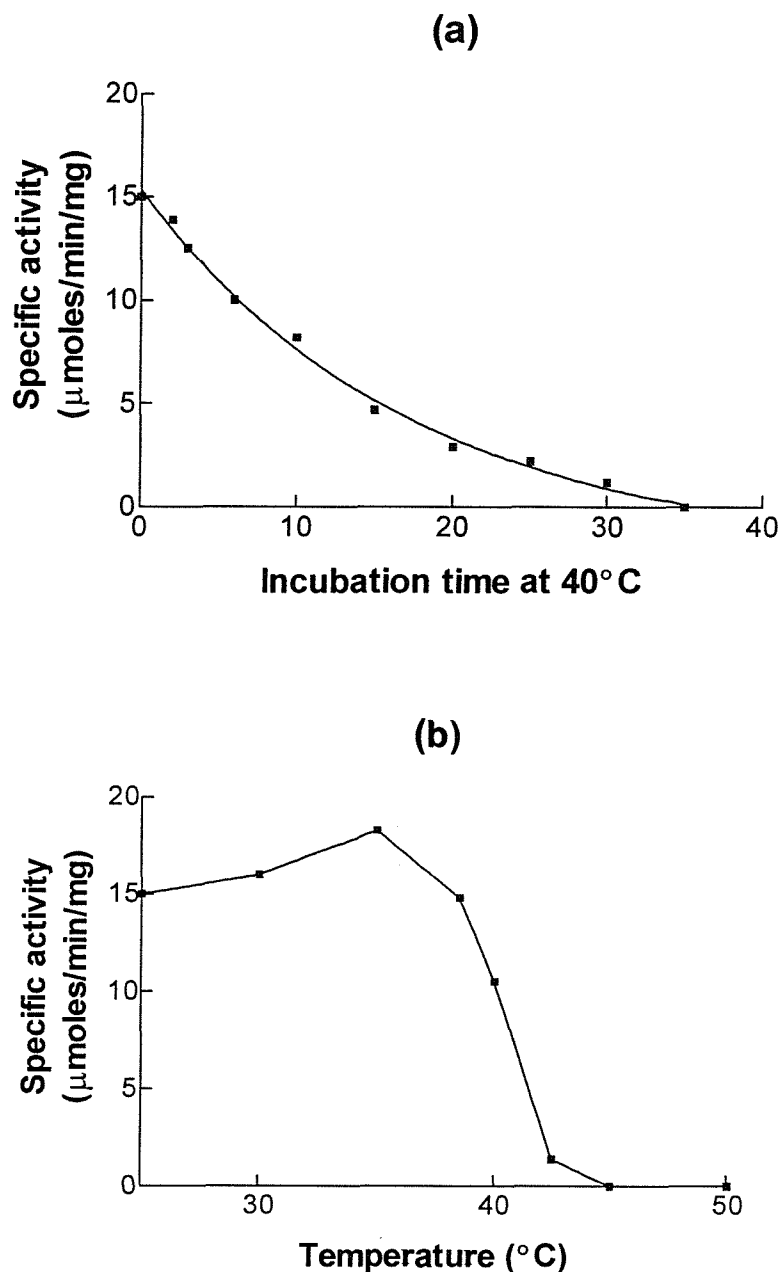 (a)
Specific activity
(μmoles/min/mg)
20
15
10
5
0
0
10
20
30
40
Incubation time at 40°C
(b)
Specific activity
(μmoles/min/mg)
20
15
10
5
0
30
40
50
Temperature (°C)